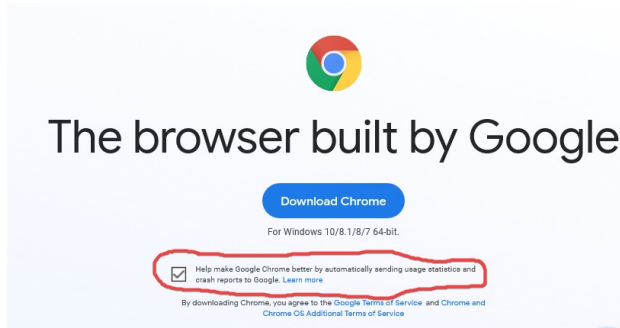 The browser built by Google
Download Chrome
For Windows 10/8.1/8/7 64-bit.
Help make Google Chrome better by automatically sending usage statistics and
crash reports to Google. Learn more
By downloading Chrome, you agree to the Google Terms of Service and Chrome and
Chrome OS Additional Terms of Service